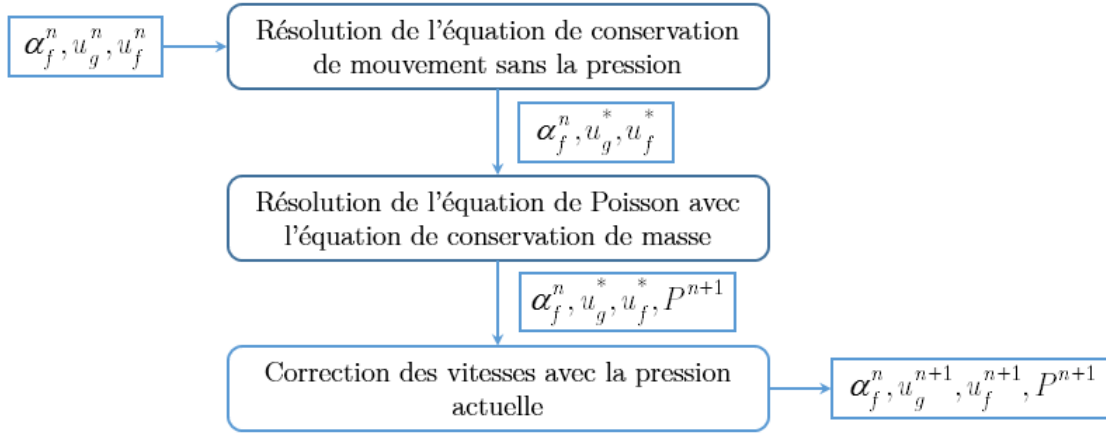 α_f^n, u_g^n, u_f^n
Résolution de l'équation de conservation
de mouvement sans la pression
α_f^n, u_g^*, u_f^*
Résolution de l'équation de Poisson avec
l'équation de conservation de masse
α_f^n, u_g^*, u_f^*, P^{n+1}
Correction des vitesses avec la pression
actuelle
α_f^n, u_g^{n+1}, u_f^{n+1}, P^{n+1}